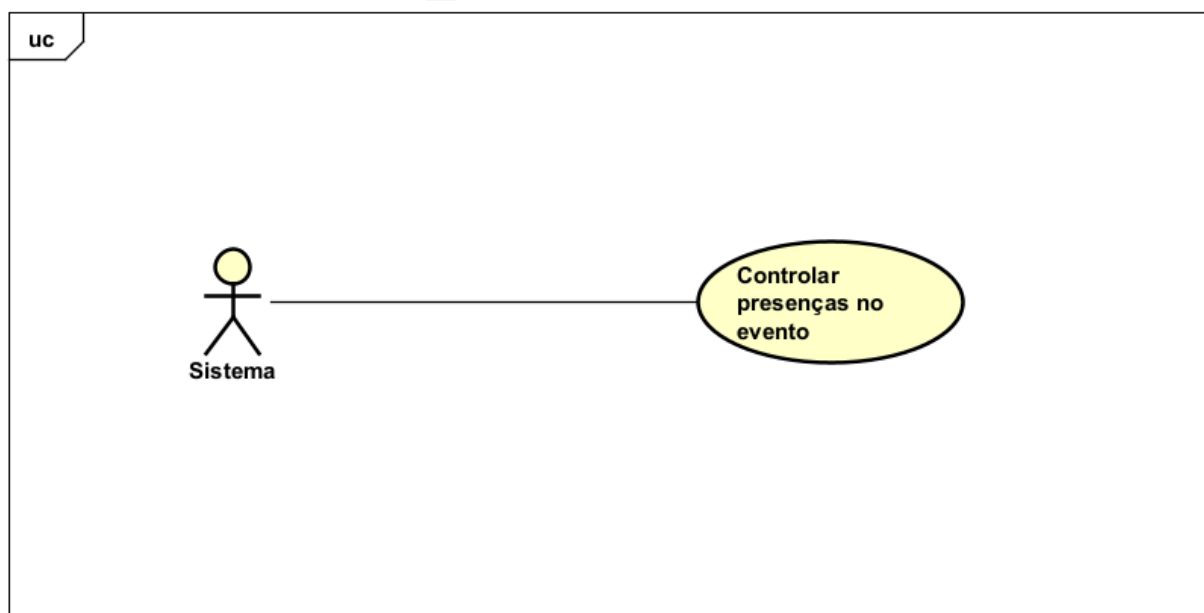 uc
Sistema
Controlar
presenças no
evento